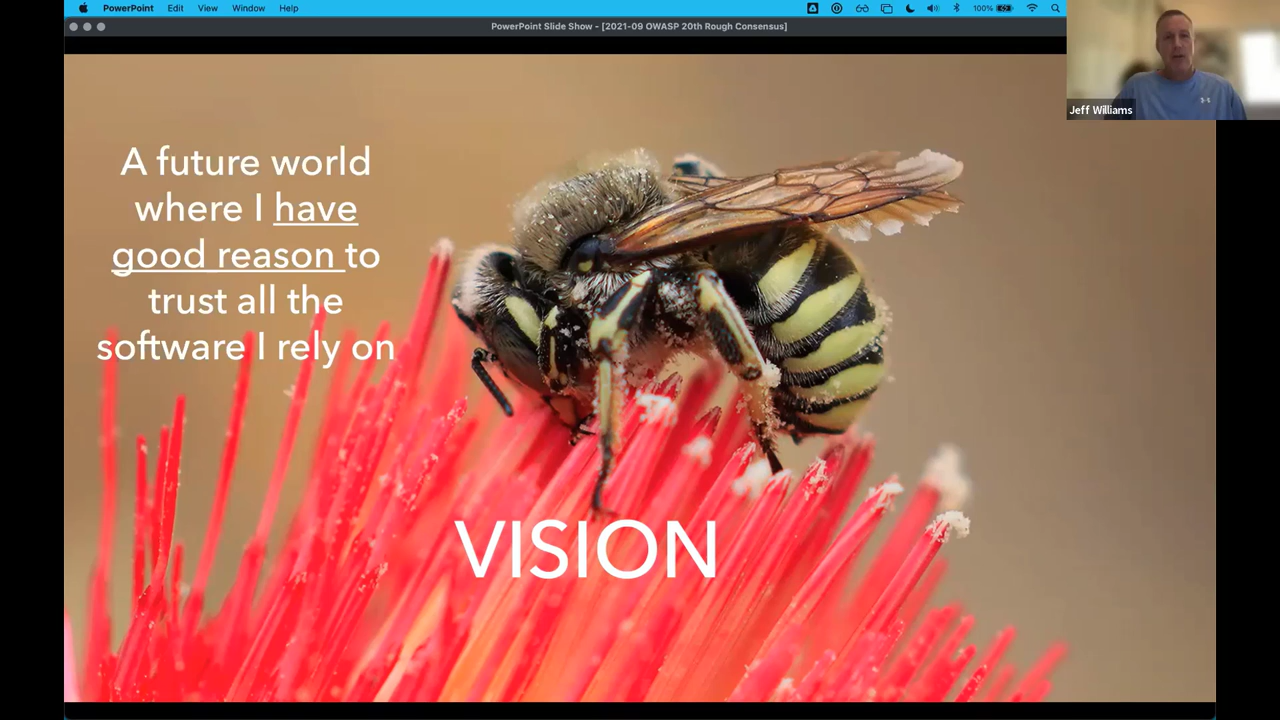 PowerPoint Edit View Window Help 100%
PowerPoint Slide Show - [2021-09 OWASP 20th Rough Consensus]
Jeff Williams
A future world
where I have
good reason to
trust all the
software I rely on
VISION